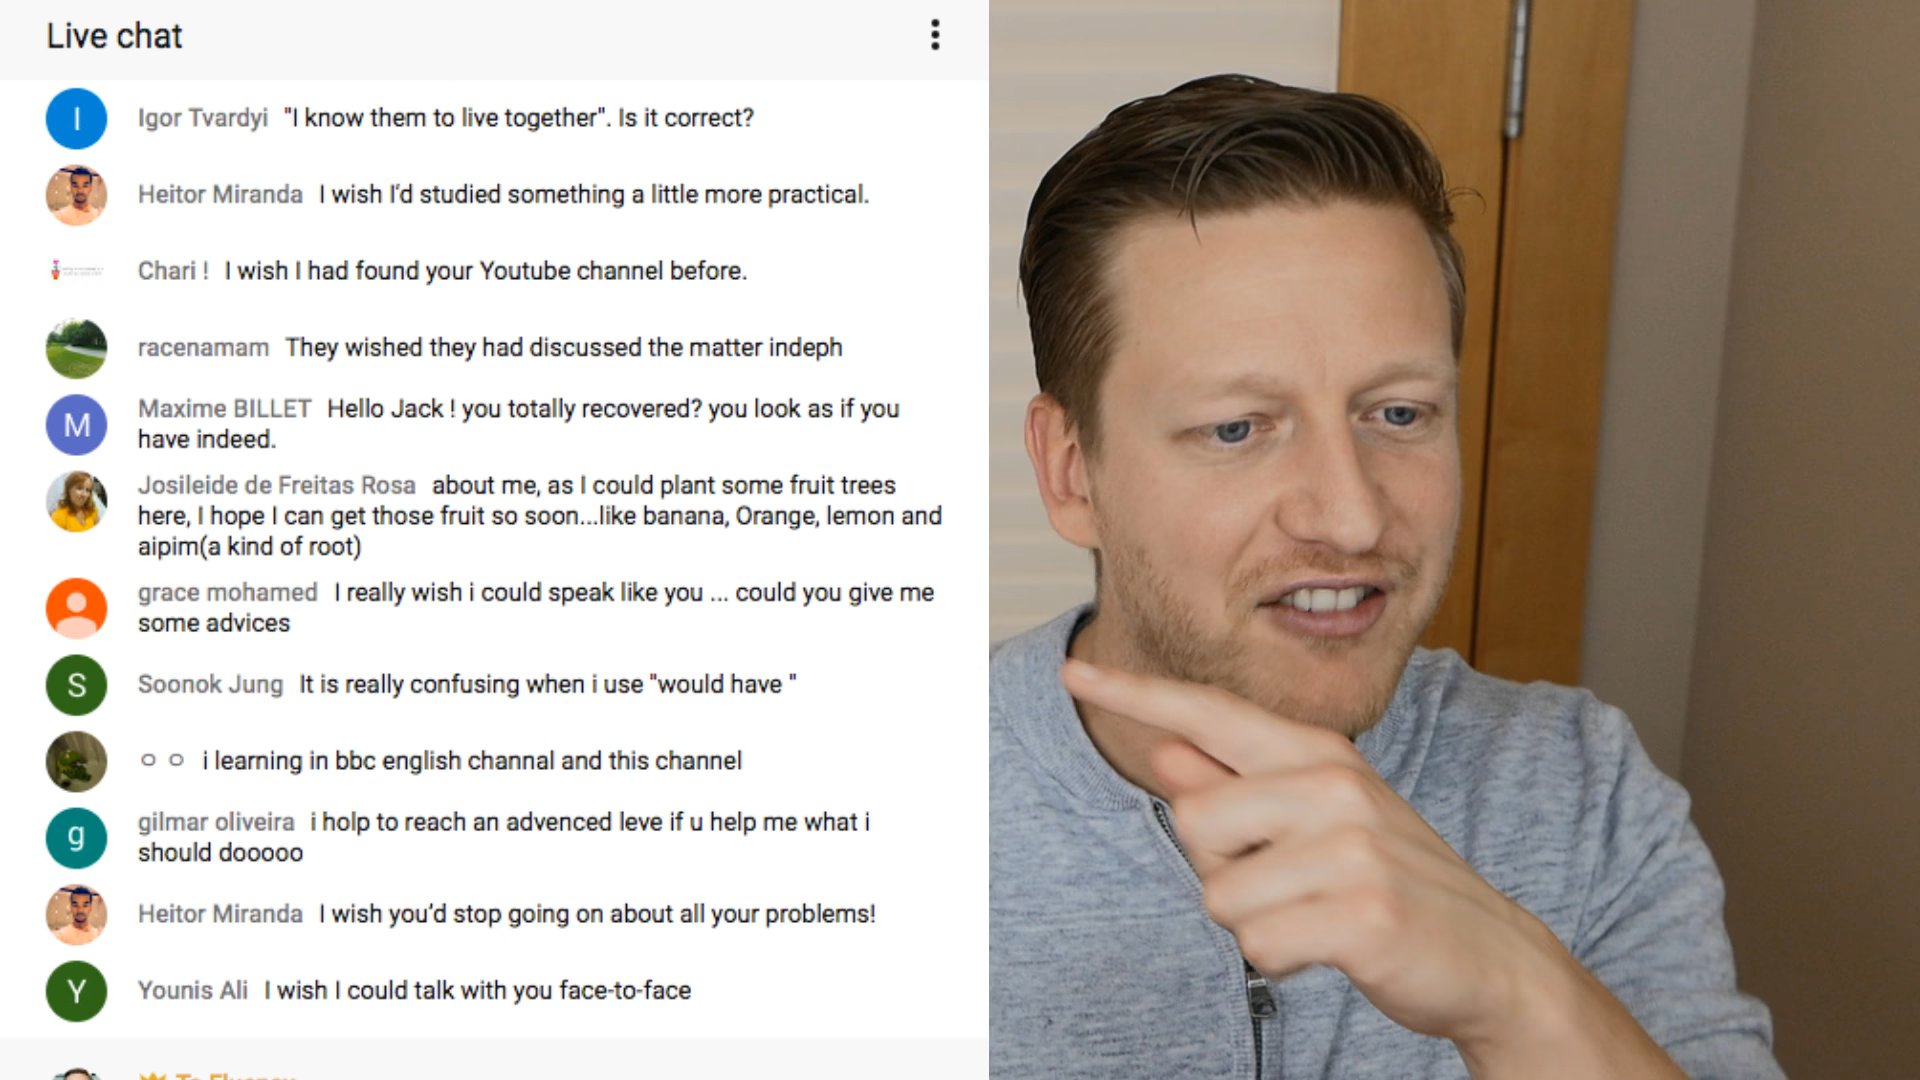 Live chat
I
Igor Tvardyi "I know them to live together". Is it correct?
Heitor Miranda I wish I'd studied something a little more practical.
Chari ! I wish I had found your Youtube channel before.
racenamam They wished they had discussed the matter indeph
M
Maxime BILLET Hello Jack ! you totally recovered? you look as if you
have indeed.
Josileide de Freitas Rosa about me, as I could plant some fruit trees
here, I hope I can get those fruit so soon...like banana, Orange, lemon and
aipim(a kind of root)
grace mohamed I really wish i could speak like you ... could you give me
some advices
S
Soonok Jung It is really confusing when i use "would have "
ㅇ ㅇ i learning in bbc english channal and this channel
g
gilmar oliveira i holp to reach an advenced leve if u help me what i
should dooooo
Heitor Miranda I wish you'd stop going on about all your problems!
Y
Younis Ali I wish I could talk with you face-to-face
To Fluency